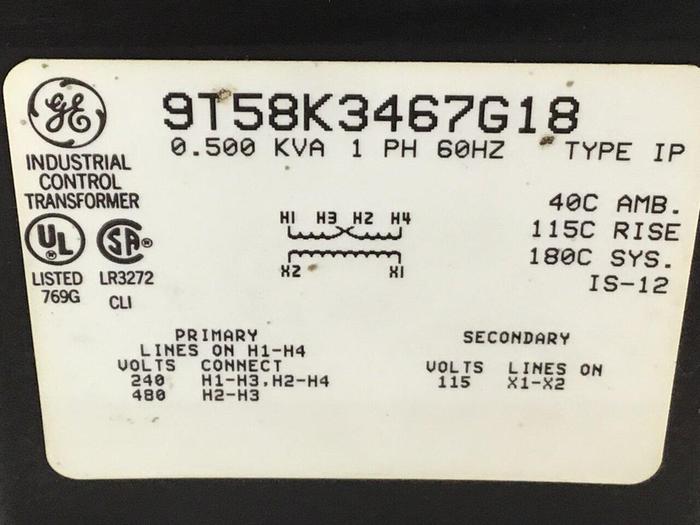 GE
9T58K3467G18
0.500 KVA 1 PH 60HZ TYPE IP
INDUSTRIAL
CONTROL
TRANSFORMER
UL SA
LISTED LR3272
769G CLI
H1 H3 H2 H4
X2 X1
40C AMB.
115C RISE
180C SYS.
IS-12
PRIMARY
LINES ON H1-H4
VOLTS CONNECT
240 H1-H3,H2-H4
480 H2-H3
SECONDARY
VOLTS LINES ON
115 X1-X2